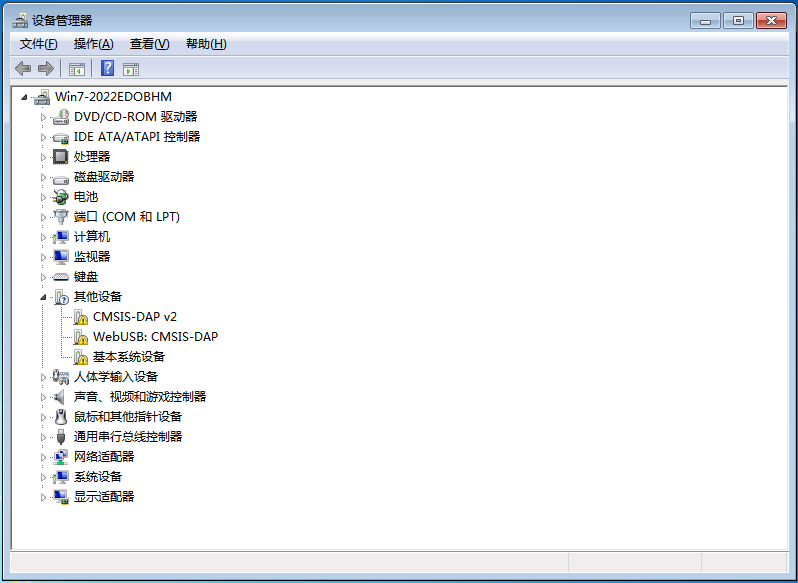 设备管理器
文件(F) 操作(A) 查看(V) 帮助(H)
Win7-2022EDOBHM
DVD/CD-ROM 驱动器
IDE ATA/ATAPI 控制器
处理器
磁盘驱动器
电池
端口 (COM 和 LPT)
计算机
监视器
键盘
其他设备
CMSIS-DAP v2
WebUSB: CMSIS-DAP
基本系统设备
人体学输入设备
声音、视频和游戏控制器
鼠标和其他指针设备
通用串行总线控制器
网络适配器
系统设备
显示适配器